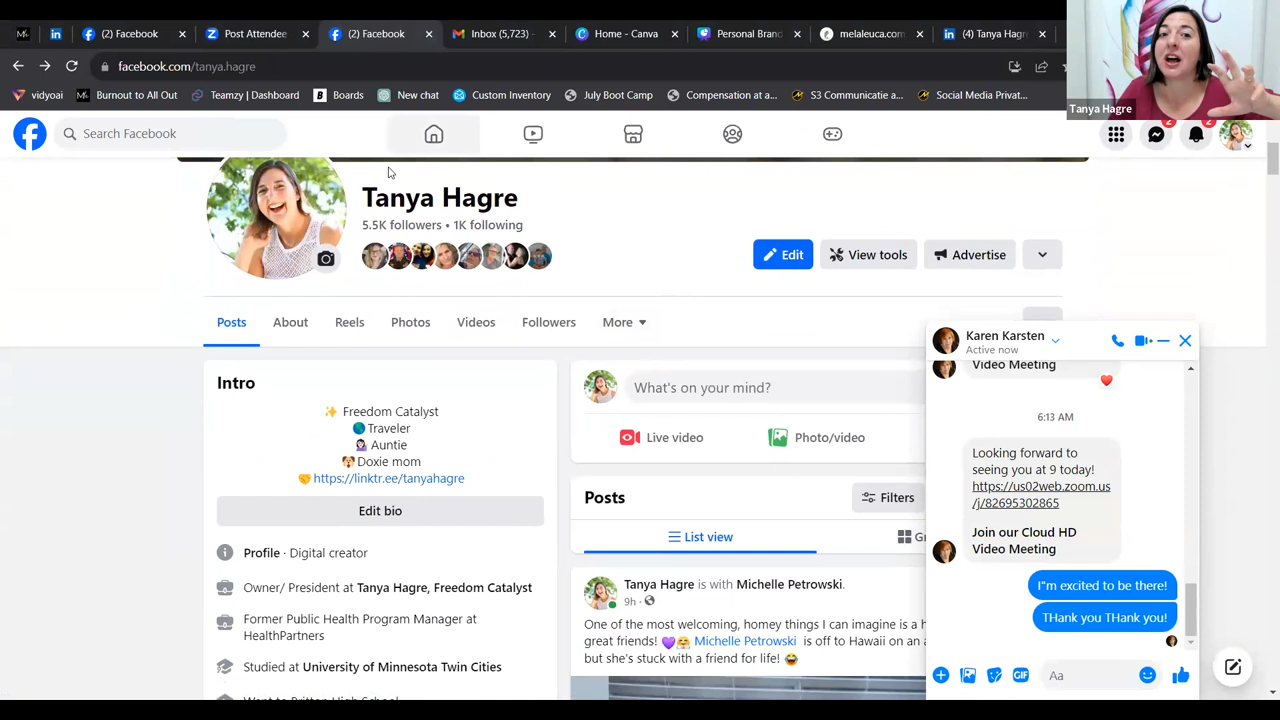 (2) Facebook
Post Attendee
(2) Facebook
Inbox (5,723) -
Home - Canva
Personal Bran
melaleuca.com
(4) Tanya Hagr
facebook.com/tanya.hagre
vidyoai
Burnout to All Out
Teamzy | Dashboard
Boards
New chat
Custom Inventory
July Boot Camp
Compensation at a...
S3 Communicatie a...
Social Media Privat...
Tanya Hagre
Search Facebook
2
2
Tanya Hagre
5.5K followers • 1K following
Edit
View tools
Advertise
Posts
About
Reels
Photos
Videos
Followers
More
Intro
✨ Freedom Catalyst
🌎 Traveler
💁🏻‍♀️ Auntie
🐶 Doxie mom
🤝 https://linktr.ee/tanyahagre
Edit bio
Profile · Digital creator
Owner/ President at Tanya Hagre, Freedom Catalyst
Former Public Health Program Manager at
HealthPartners
Studied at University of Minnesota Twin Cities
What's on your mind?
Live video
Photo/video
Posts
Filters
List view
Tanya Hagre is with Michelle Petrowski.
9h ·
One of the most welcoming, homey things I can imagine is a h
great friends! 💜🤗 Michelle Petrowski is off to Hawaii on an a
but she's stuck with a friend for life! 😂
Karen Karsten
Active now
Video Meeting
6:13 AM
Looking forward to
seeing you at 9 today!
https://us02web.zoom.us
/j/82695302865
Join our Cloud HD
Video Meeting
I"m excited to be there!
THank you THank you!
GIF
Aa